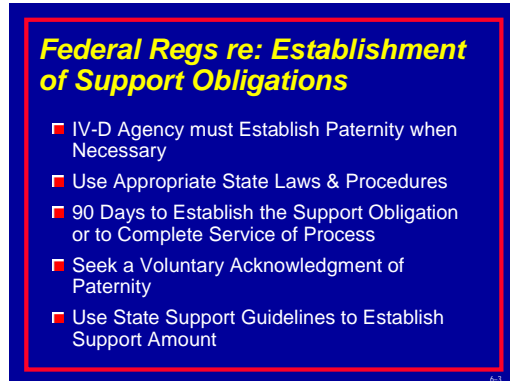 Federal Regs re: Establishment
of Support Obligations
IV-D Agency must Establish Paternity when
Necessary
Use Appropriate State Laws & Procedures
90 Days to Establish the Support Obligation
or to Complete Service of Process
Seek a Voluntary Acknowledgment of
Paternity
Use State Support Guidelines to Establish
Support Amount
6-3